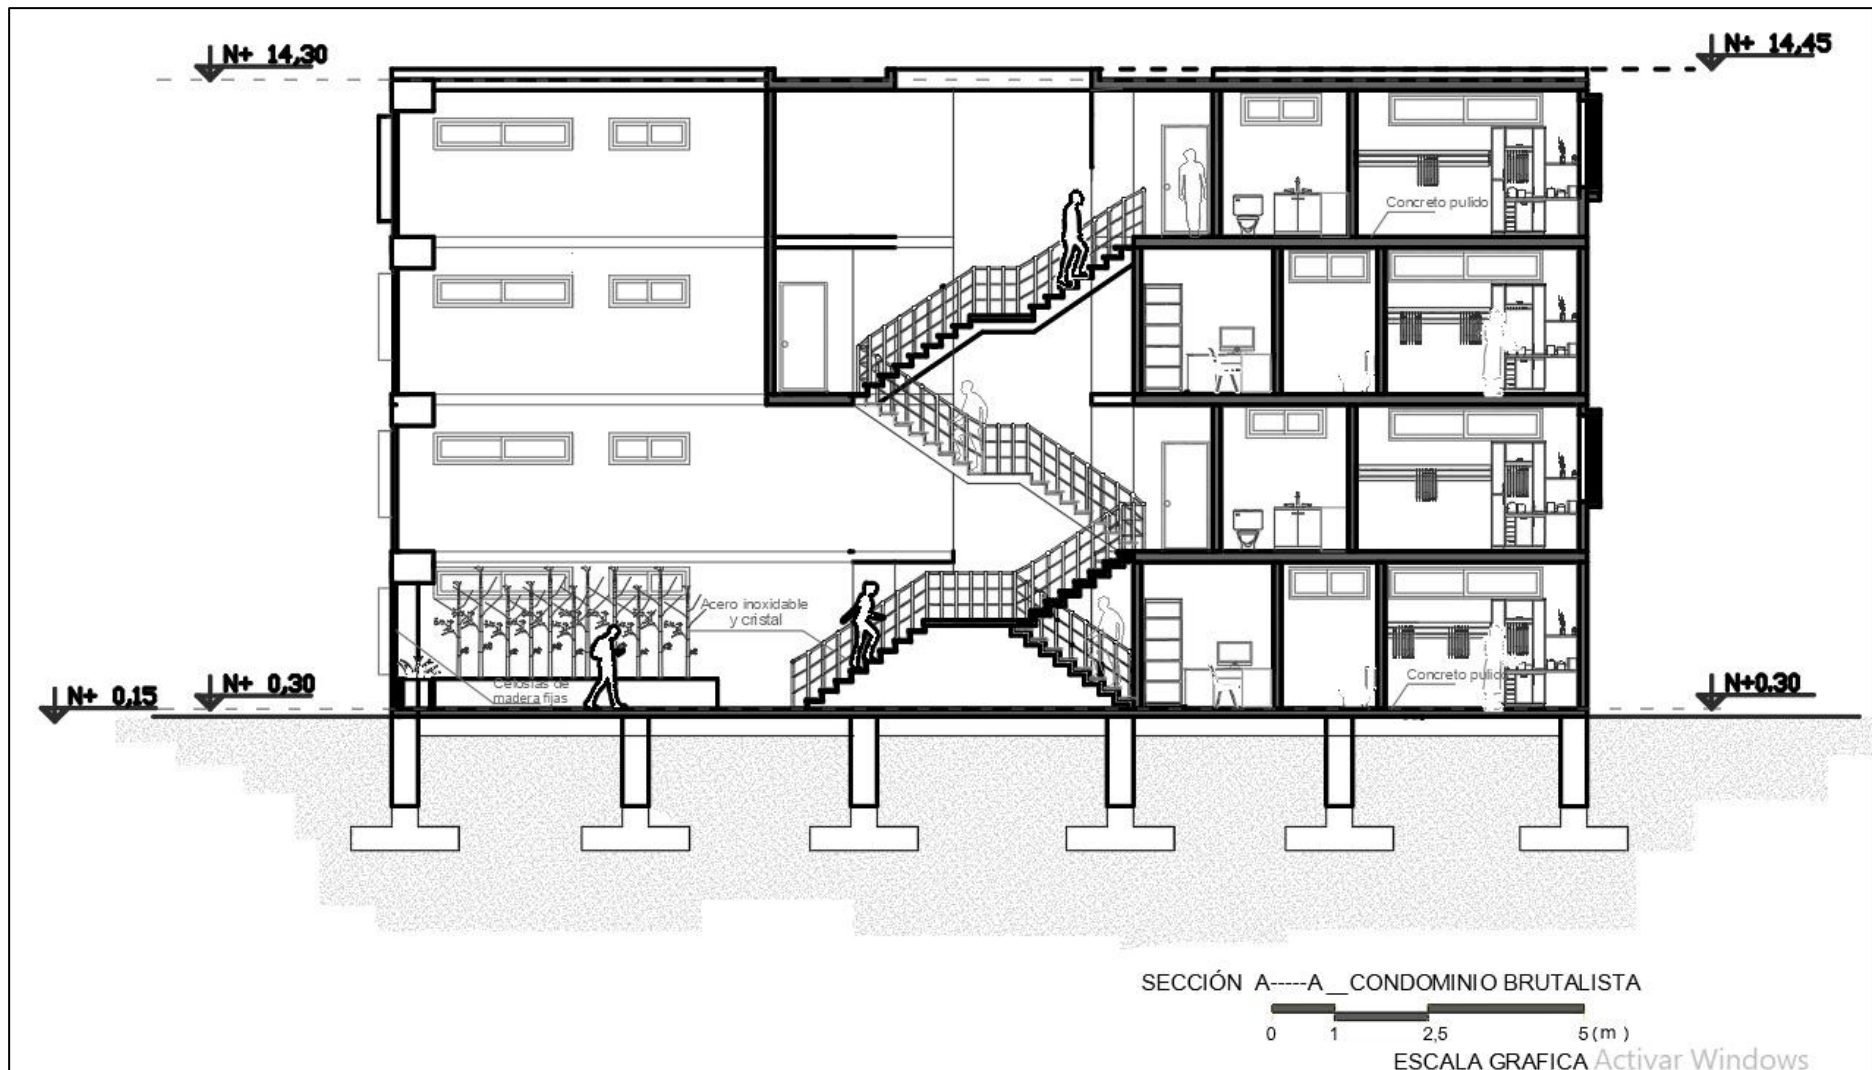 N+ 14,30
N+ 14,45
Concreto pulido
Acero inoxidable
y cristal
Celosías de
madera fijas
Concreto pulido
N+ 0,15
N+ 0,30
N+0.30
SECCIÓN A-----A __CONDOMINIO BRUTALISTA
0 1 2,5 5 (m )
ESCALA GRAFICA
Activar Windows